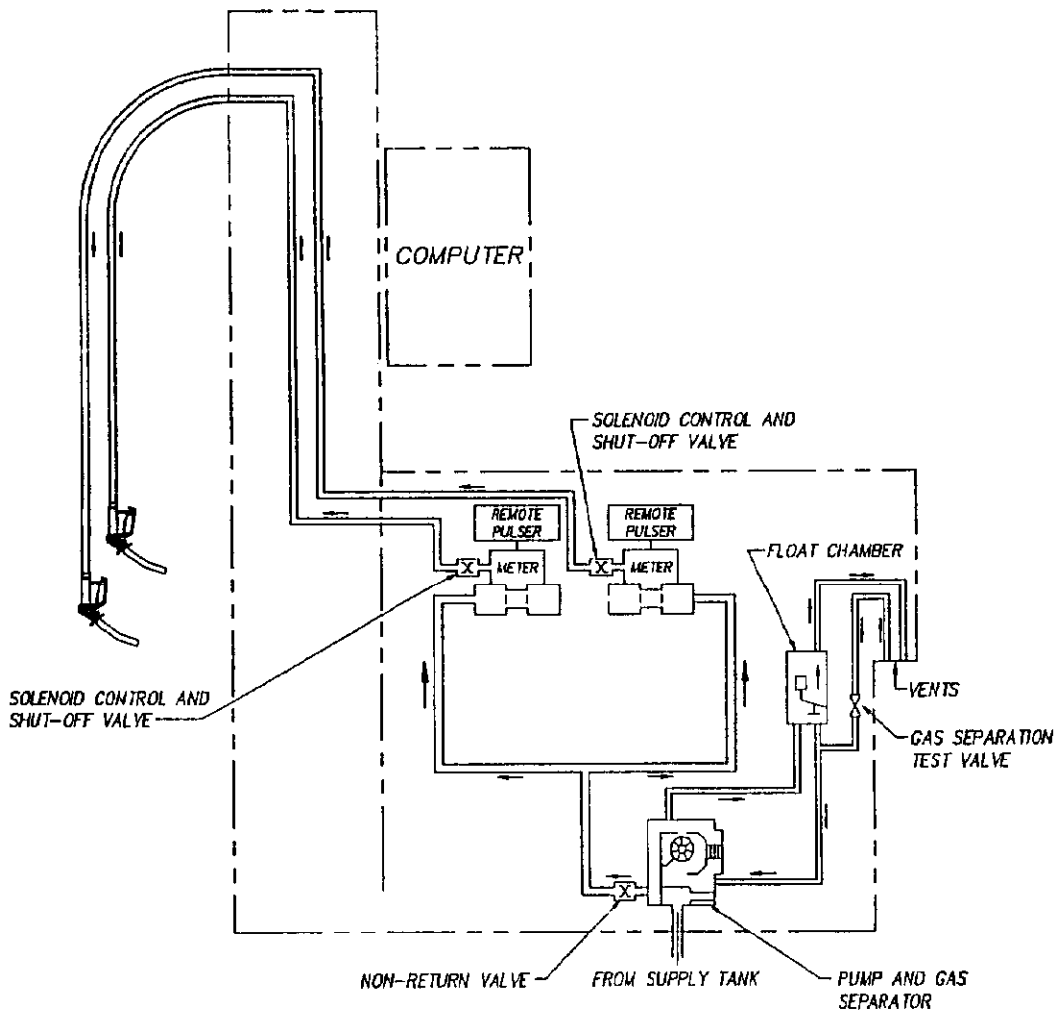 COMPUTER
SOLENOID CONTROL AND
SHUT-OFF VALVE
REMOTE
PULSER
REMOTE
PULSER
METER
METER
FLOAT CHAMBER
SOLENOID CONTROL AND
SHUT-OFF VALVE
VENTS
GAS SEPARATION
TEST VALVE
NON-RETURN VALVE
FROM SUPPLY TANK
PUMP AND GAS
SEPARATOR